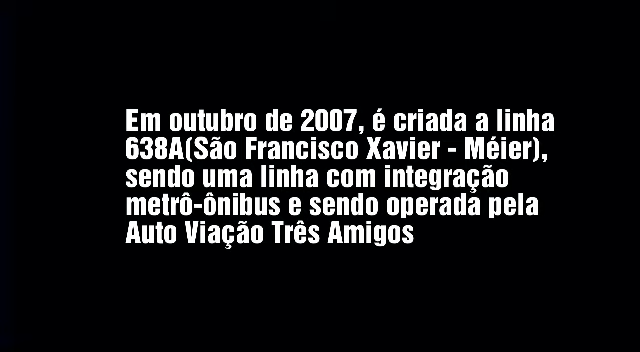 Em outubro de 2007, é criada a linha
638A(São Francisco Xavier - Méier),
sendo uma linha com integração
metrô-ônibus e sendo operada pela
Auto Viação Três Amigos